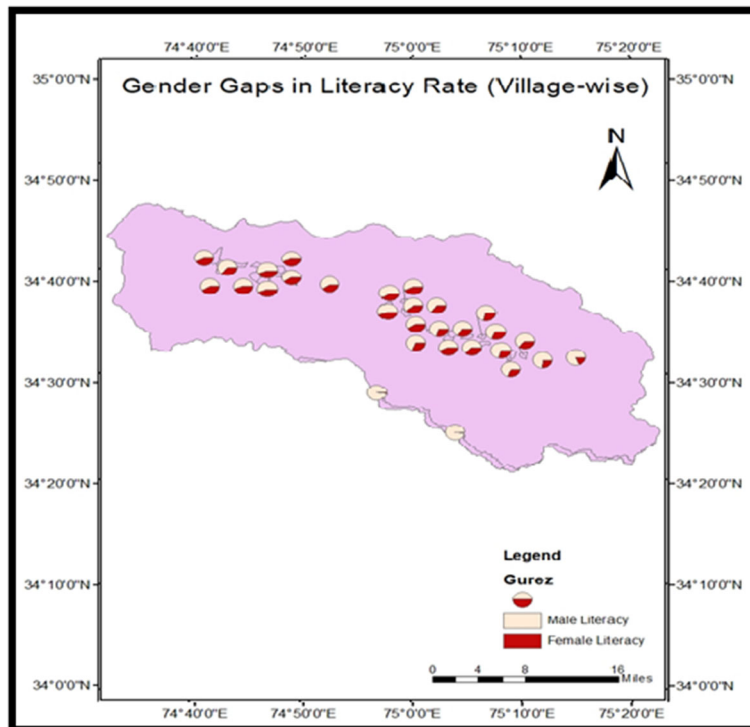 74°40'0"E 74°50'0"E 75°0'0"E 75°10'0"E 75°20'0"E
35°0'0"N 35°0'0"N
Gender Gaps in Literacy Rate (Village-wise)
N
34°50'0"N 34°50'0"N
34°40'0"N 34°40'0"N
34°30'0"N 34°30'0"N
34°20'0"N 34°20'0"N
34°10'0"N 34°10'0"N
Legend
Gurez
Male Literacy
Female Literacy
0 4 8 16
Miles
34°0'0"N 34°0'0"N
74°40'0"E 74°50'0"E 75°0'0"E 75°10'0"E 75°20'0"E